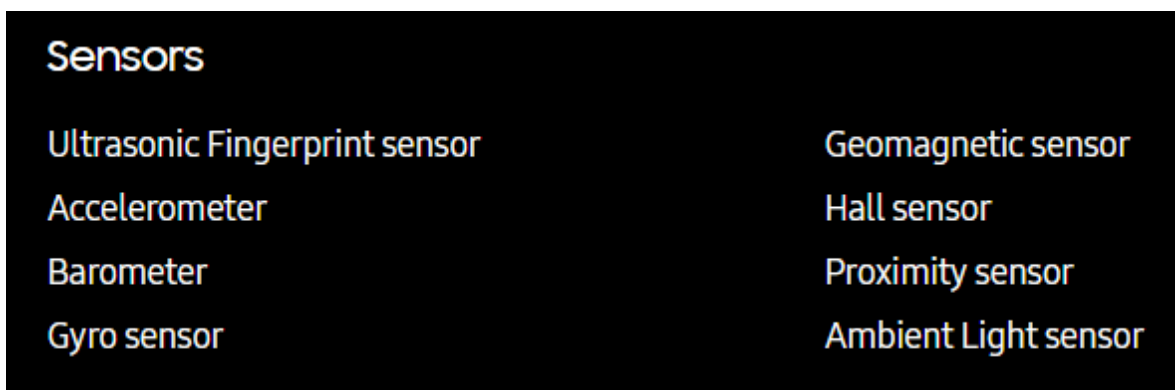 Sensors
Ultrasonic Fingerprint sensor
Accelerometer
Barometer
Gyro sensor
Geomagnetic sensor
Hall sensor
Proximity sensor
Ambient Light sensor